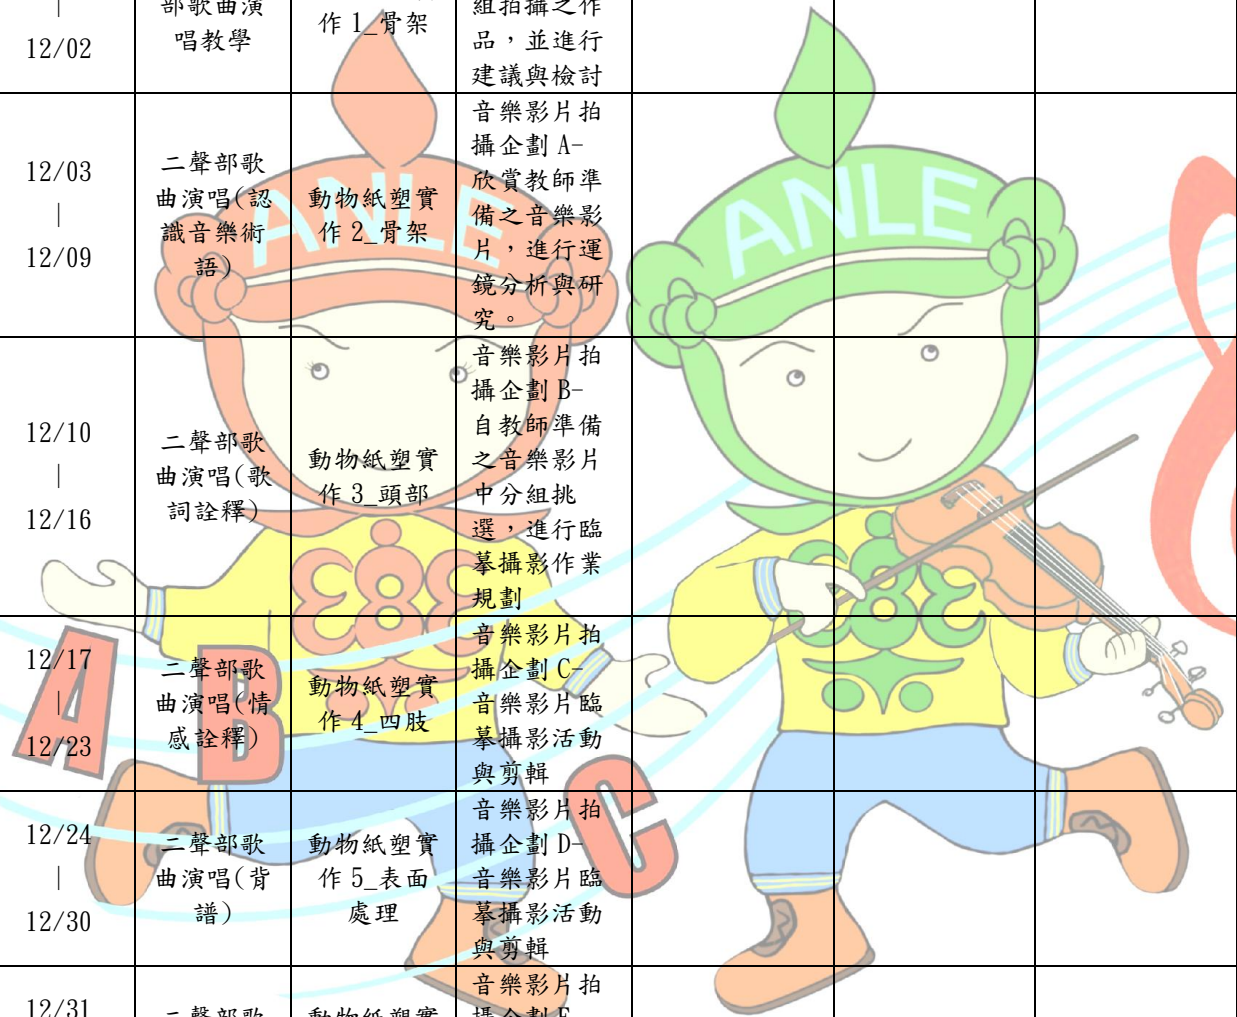 |
12/02
部歌曲演
唱教學
作 1_骨架
組拍攝之作
品，並進行
建議與檢討
12/03
|
12/09
二聲部歌
曲演唱(認
識音樂術
語)
動物紙塑實
作 2_骨架
音樂影片拍
攝企劃 A-
欣賞教師準
備之音樂影
片，進行運
鏡分析與研
究。
12/10
|
12/16
二聲部歌
曲演唱(歌
詞詮釋)
動物紙塑實
作 3_頭部
音樂影片拍
攝企劃 B-
自教師準備
之音樂影片
中分組挑
選，進行臨
摹攝影作業
規劃
12/17
|
12/23
二聲部歌
曲演唱(情
感詮釋)
動物紙塑實
作 4_四肢
音樂影片拍
攝企劃 C-
音樂影片臨
摹攝影活動
與剪輯
12/24
|
12/30
二聲部歌
曲演唱(背
譜)
動物紙塑實
作 5_表面
處理
音樂影片拍
攝企劃 D-
音樂影片臨
摹攝影活動
與剪輯
12/31
二聲部歌
動物紙塑實
音樂影片拍
攝企劃 E
ANLE
ANLE
A
B
C